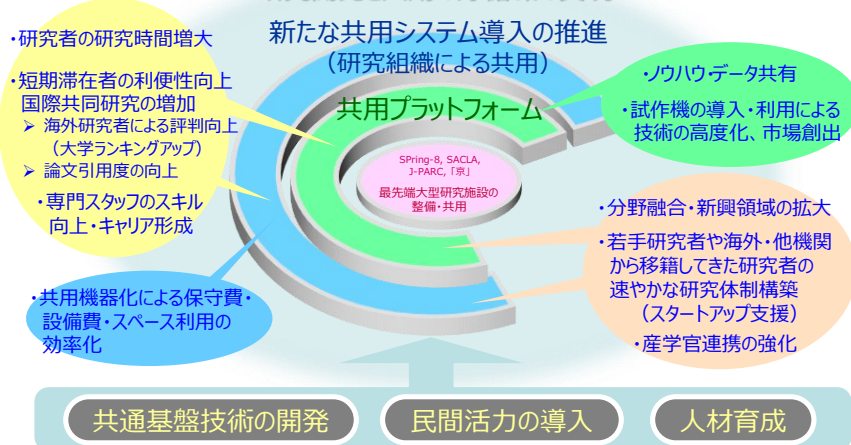 新たな共用システム導入の推進
（研究組織による共用）
共用プラットフォーム
SPring-8, SACLA,
J-PARC, 「京」
最先端大型研究施設の
整備・共用
・研究者の研究時間増大
・短期滞在者の利便性向上
国際共同研究の増加
➢ 海外研究者による評判向上
（大学ランキングアップ）
➢ 論文引用度の向上
・専門スタッフのスキル
向上・キャリア形成
・共用機器化による保守費・
設備費・スペース利用の
効率化
・ノウハウ・データ共有
・試作機の導入・利用による
技術の高度化、市場創出
・分野融合・新興領域の拡大
・若手研究者や海外・他機関
から移籍してきた研究者の
速やかな研究体制構築
（スタートアップ支援）
・産学官連携の強化
共通基盤技術の開発
民間活力の導入
人材育成